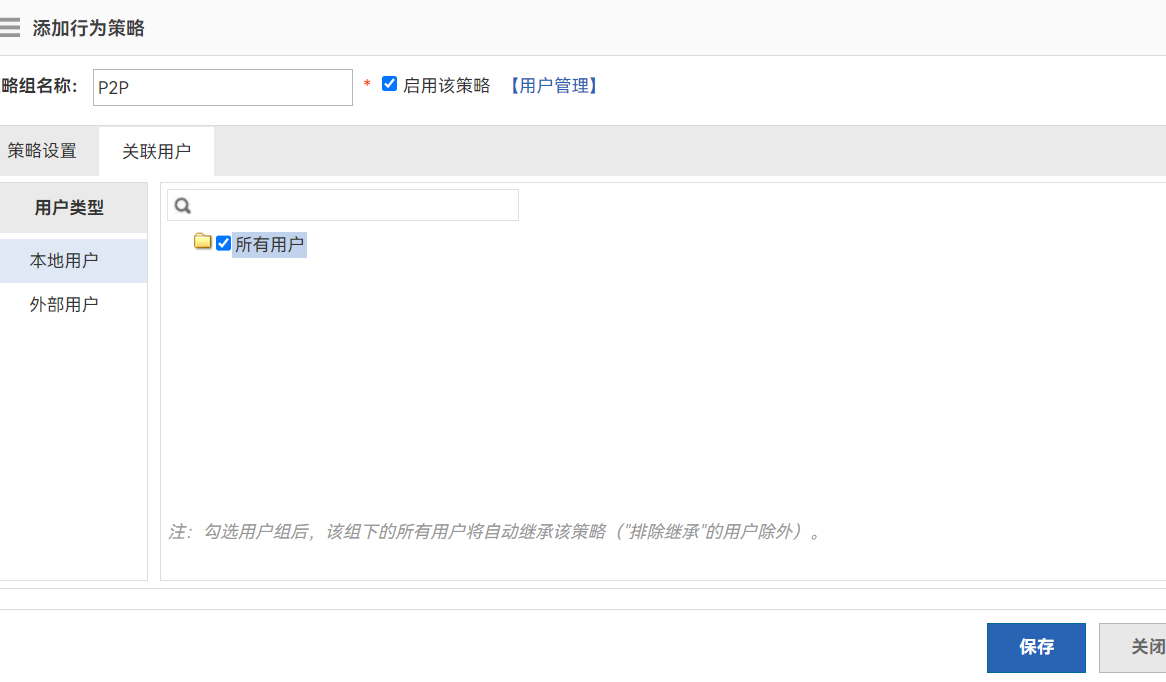 添加行为策略
略组名称: P2P * 启用该策略 【用户管理】
策略设置 关联用户
用户类型
本地用户
外部用户
所有用户
注：勾选用户组后，该组下的所有用户将自动继承该策略（"排除继承"的用户除外）。
保存 关闭